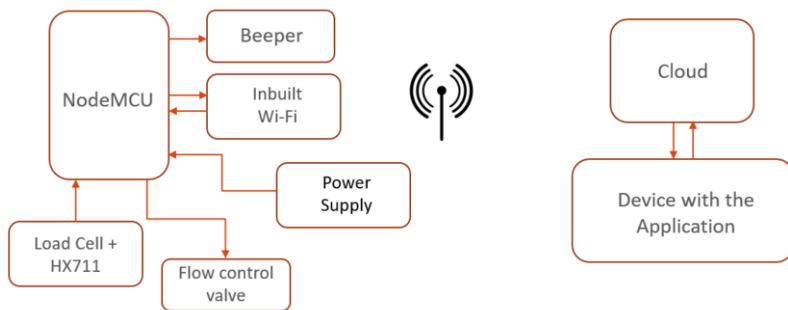 NodeMCU
Beeper
Inbuilt
Wi-Fi
Power
Supply
Load Cell +
HX711
Flow control
valve
Cloud
Device with the
Application